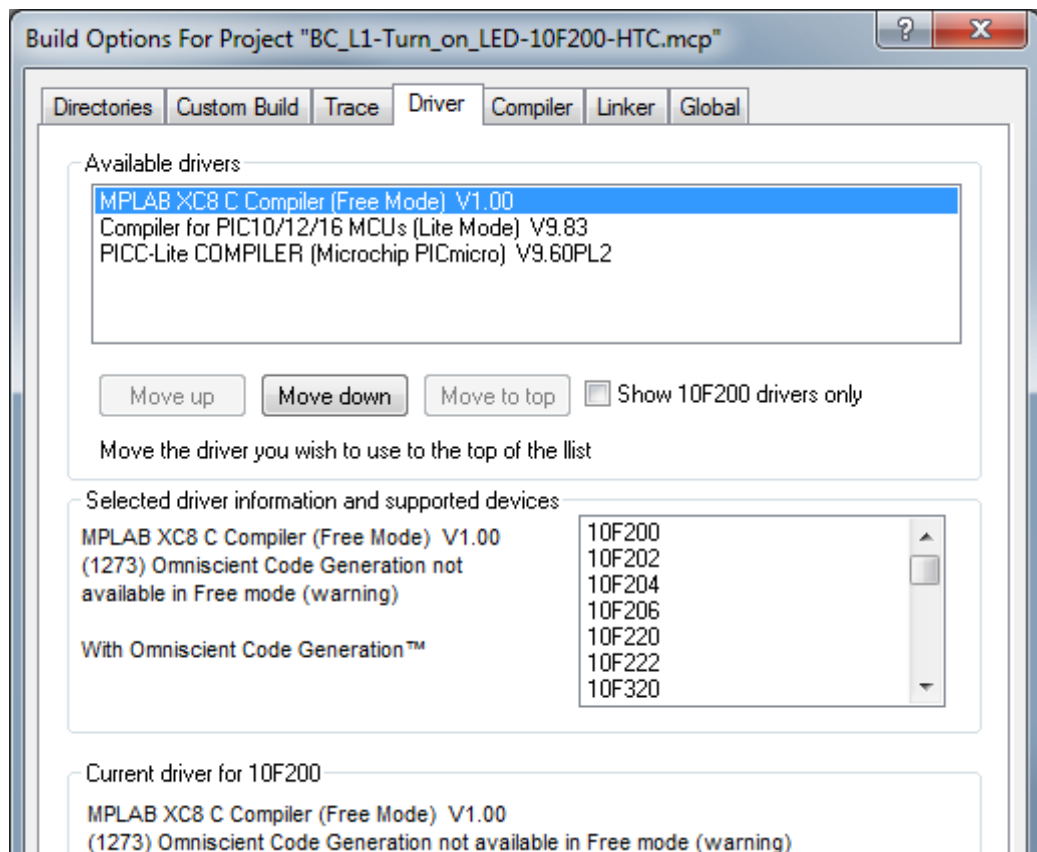 Build Options For Project "BC_L1-Turn_on_LED-10F200-HTC.mcp"
Directories Custom Build Trace Driver Compiler Linker Global
Available drivers
MPLAB XC8 C Compiler (Free Mode) V1.00
Compiler for PIC10/12/16 MCUs (Lite Mode) V9.83
PICC-Lite COMPILER (Microchip PICmicro) V9.60PL2
Move up Move down Move to top Show 10F200 drivers only
Move the driver you wish to use to the top of the llist
Selected driver information and supported devices
MPLAB XC8 C Compiler (Free Mode) V1.00
(1273) Omniscient Code Generation not
available in Free mode (warning)
With Omniscient Code Generation™
10F200
10F202
10F204
10F206
10F220
10F222
10F320
Current driver for 10F200
MPLAB XC8 C Compiler (Free Mode) V1.00
(1273) Omniscient Code Generation not available in Free mode (warning)